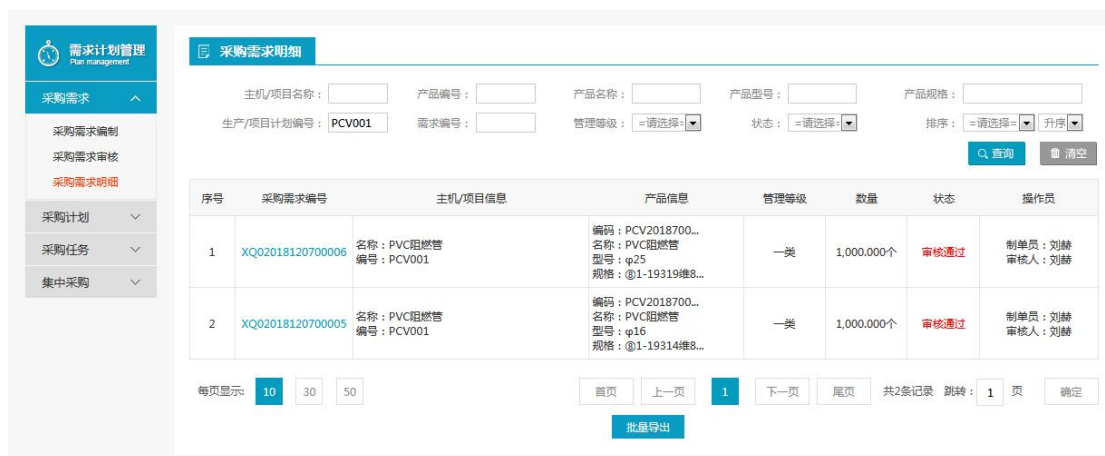 需求计划管理
Plan management
采购需求
采购需求编制
采购需求审核
采购需求明细
采购计划
采购任务
集中采购
采购需求明细
主机/项目名称： 产品编号： 产品名称： 产品型号： 产品规格：
生产/项目计划编号： PCV001 需求编号： 管理等级： =请选择= 状态： =请选择= 排序： =请选择= 升序
查询 清空
序号 采购需求编号 主机/项目信息 产品信息 管理等级 数量 状态 操作员
1 XQ02018120700006 名称：PVC阻燃管
编号：PCV001
编码：PCV2018700...
名称：PVC阻燃管
型号：φ25
规格：⑧1-19319维8...
一类 1,000.000个 审核通过
制单员：刘赫
审核人：刘赫
2 XQ02018120700005 名称：PVC阻燃管
编号：PCV001
编码：PCV2018700...
名称：PVC阻燃管
型号：φ16
规格：⑧1-19314维8...
一类 1,000.000个 审核通过
制单员：刘赫
审核人：刘赫
每页显示: 10 30 50 首页 上一页 1 下一页 尾页 共2条记录 跳转： 1 页 确定
批量导出